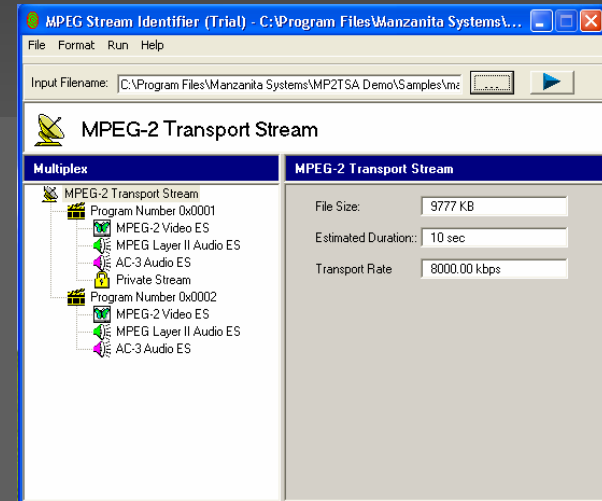 MPEG Stream Identifier (Trial) - C:\Program Files\Manzanita Systems\...
File Format Run Help
Input Filename: C:\Program Files\Manzanita Systems\MP2TSA Demo\Samples\ma ...
MPEG-2 Transport Stream
Multiplex
MPEG-2 Transport Stream
Program Number 0x0001
MPEG-2 Video ES
MPEG Layer II Audio ES
AC-3 Audio ES
Private Stream
Program Number 0x0002
MPEG-2 Video ES
MPEG Layer II Audio ES
AC-3 Audio ES
MPEG-2 Transport Stream
File Size: 9777 KB
Estimated Duration:: 10 sec
Transport Rate 8000.00 kbps